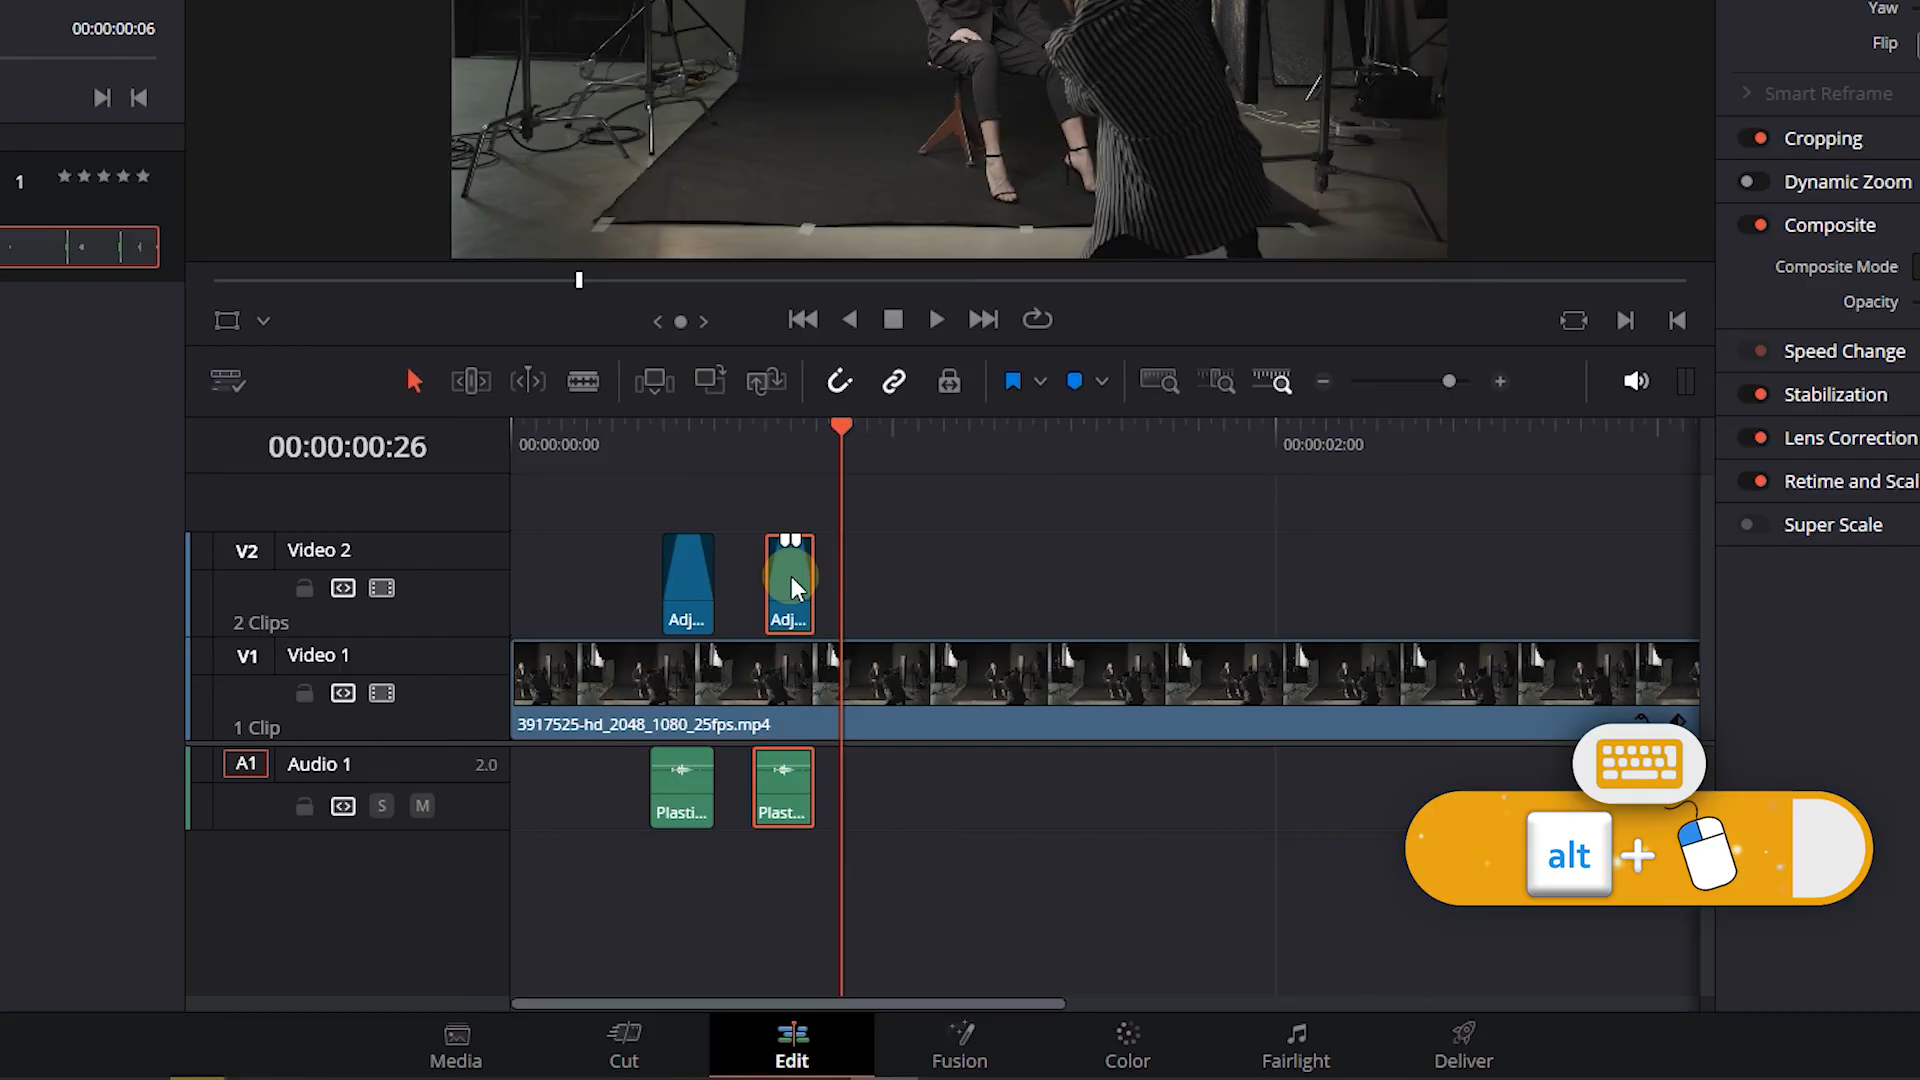 00:00:00:06
Yaw
Flip
Smart Reframe
1
Cropping
Dynamic Zoom
Composite
Composite Mode
Opacity
Speed Change
Stabilization
Lens Correction
Retime and Scal
Super Scale
00:00:00:26
00:00:00:00
00:00:02:00
V2 Video 2
2 Clips
Adj...
Adj...
V1 Video 1
1 Clip
3917525-hd_2048_1080_25fps.mp4
A1 Audio 1 2.0
S M
Plasti...
Plast...
alt +
Media
Cut
Edit
Fusion
Color
Fairlight
Deliver